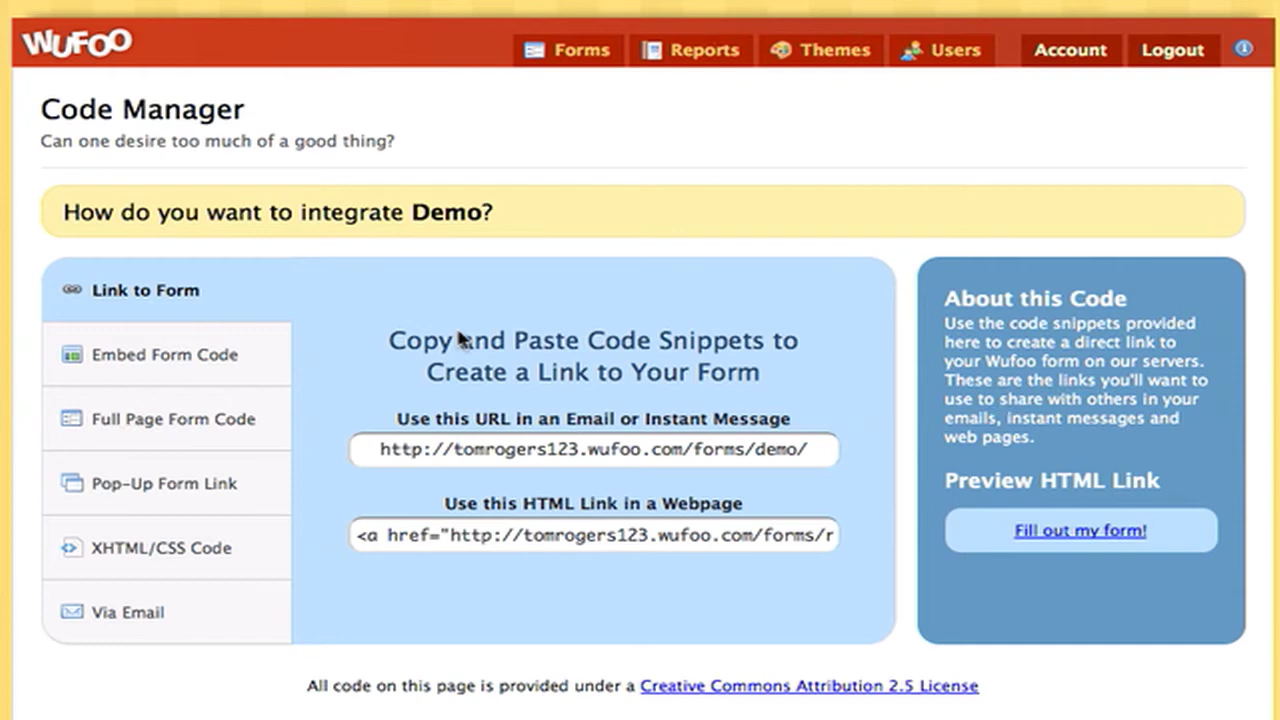 WUFOO
Forms
Reports
Themes
Users
Account
Logout
Code Manager
Can one desire too much of a good thing?
How do you want to integrate Demo?
Link to Form
Embed Form Code
Full Page Form Code
Pop-Up Form Link
XHTML/CSS Code
Via Email
Copy and Paste Code Snippets to
Create a Link to Your Form
Use this URL in an Email or Instant Message
http://tomrogers123.wufoo.com/forms/demo/
Use this HTML Link in a Webpage
<a href="http://tomrogers123.wufoo.com/forms/r
About this Code
Use the code snippets provided
here to create a direct link to
your Wufoo form on our servers.
These are the links you'll want to
use to share with others in your
emails, instant messages and
web pages.
Preview HTML Link
Fill out my form!
All code on this page is provided under a Creative Commons Attribution 2.5 License